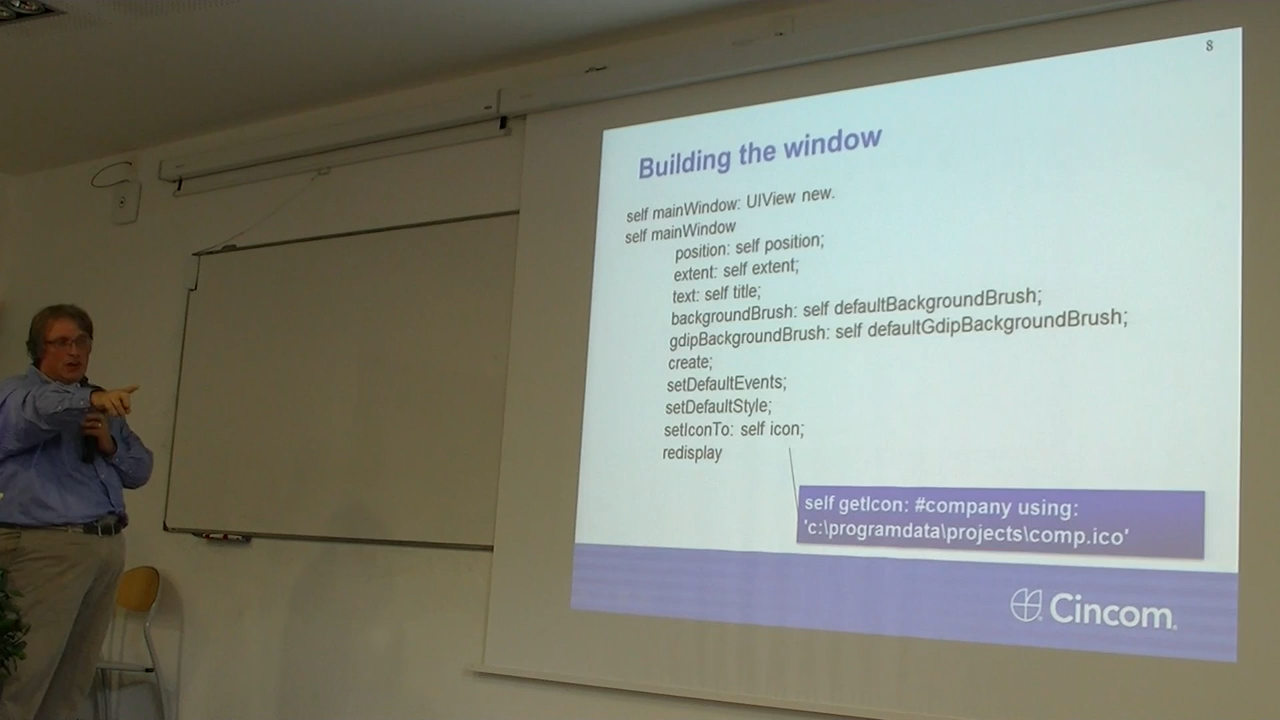 8
Building the window
self mainWindow: UIView new.
self mainWindow
position: self position;
extent: self extent;
text: self title;
backgroundBrush: self defaultBackgroundBrush;
gdipBackgroundBrush: self defaultGdipBackgroundBrush;
create;
setDefaultEvents;
setDefaultStyle;
setIconTo: self icon;
redisplay
self getIcon: #company using:
'c:\programdata\projects\comp.ico'
Cincom